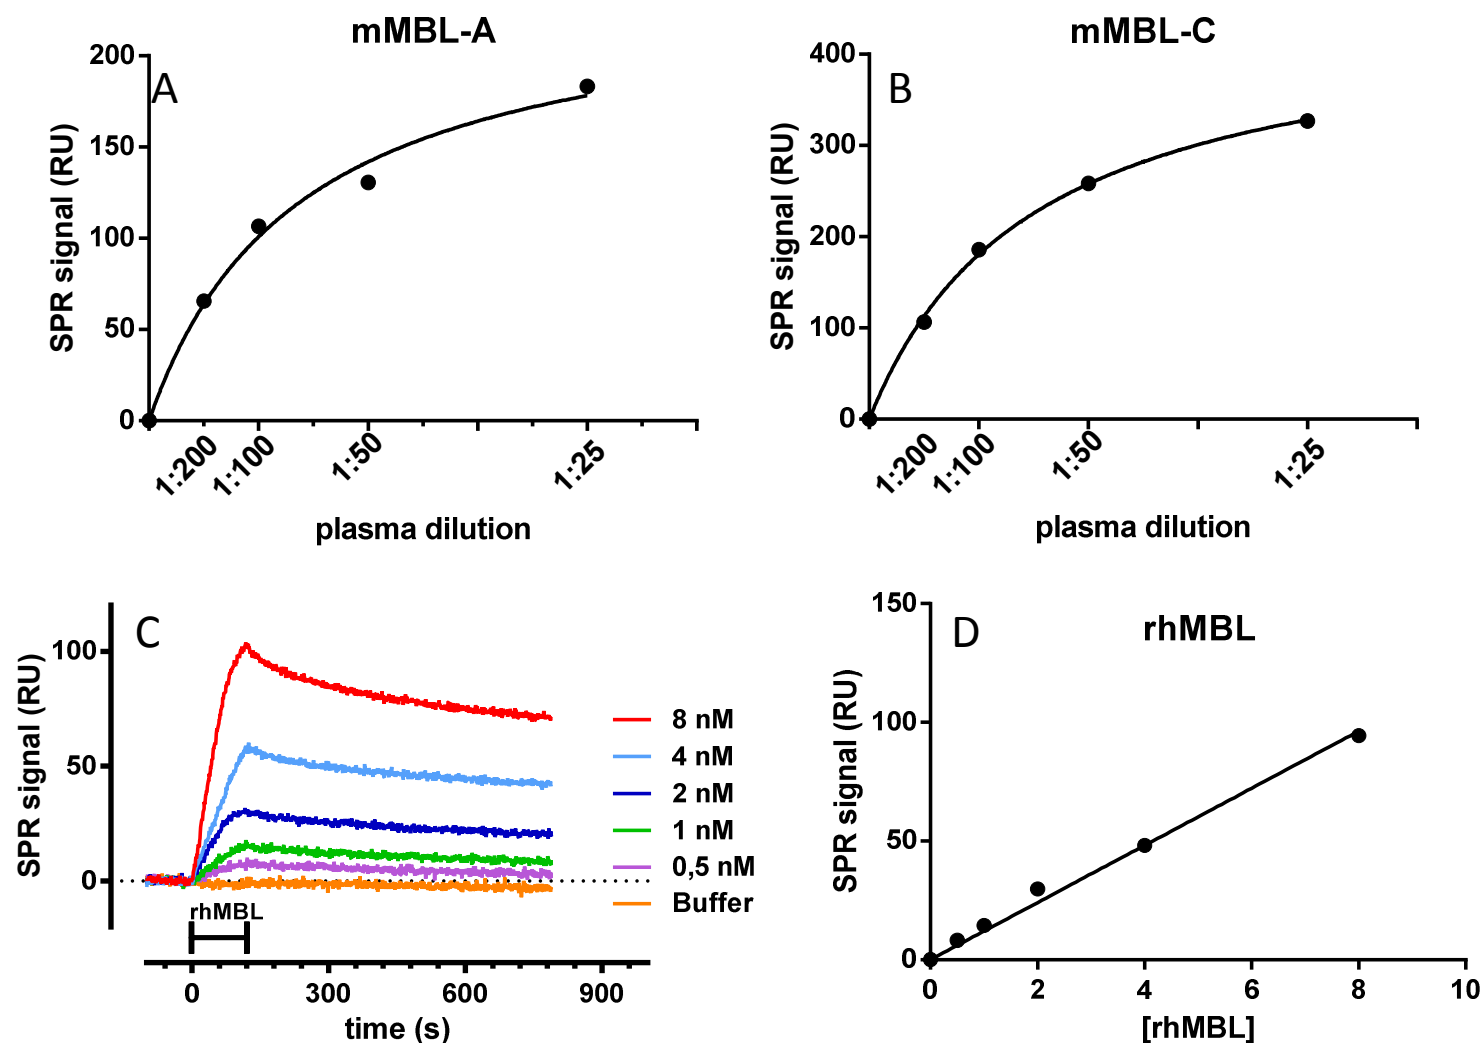 mMBL-A
A
SPR signal (RU)
200
150
100
50
0
1:200
1:100
1:50
1:25
plasma dilution
mMBL-C
B
SPR signal (RU)
400
300
200
100
0
1:200
1:100
1:50
1:25
plasma dilution
C
SPR signal (RU)
100
50
0
rhMBL
0
300
600
900
time (s)
8 nM
4 nM
2 nM
1 nM
0,5 nM
Buffer
D
rhMBL
SPR signal (RU)
150
100
50
0
0
2
4
6
8
10
[rhMBL]